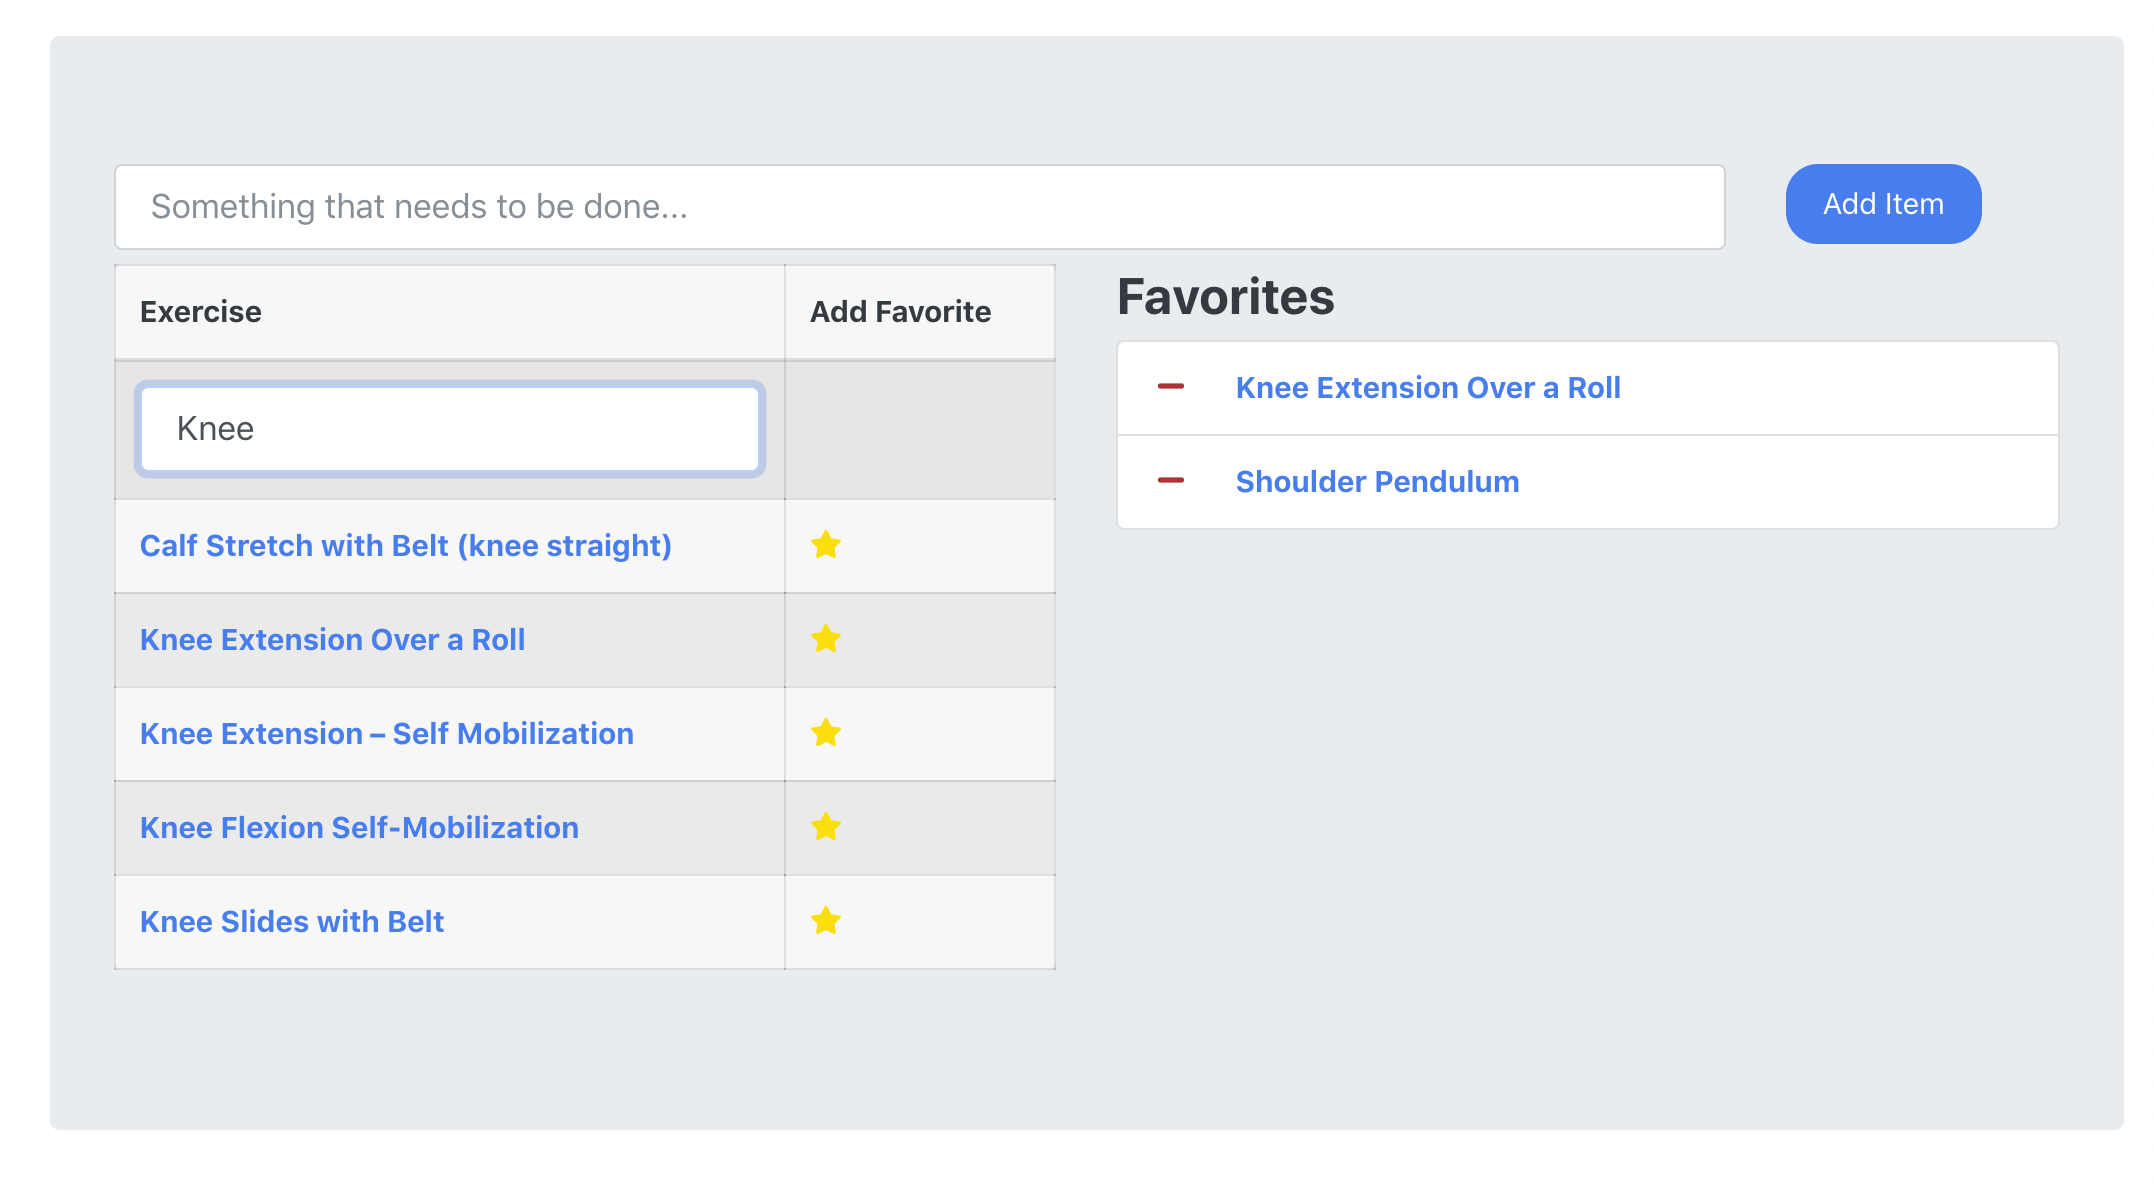 Something that needs to be done...
Add Item
Exercise
Add Favorite
Knee
Calf Stretch with Belt (knee straight)
Knee Extension Over a Roll
Knee Extension – Self Mobilization
Knee Flexion Self-Mobilization
Knee Slides with Belt
Favorites
Knee Extension Over a Roll
Shoulder Pendulum